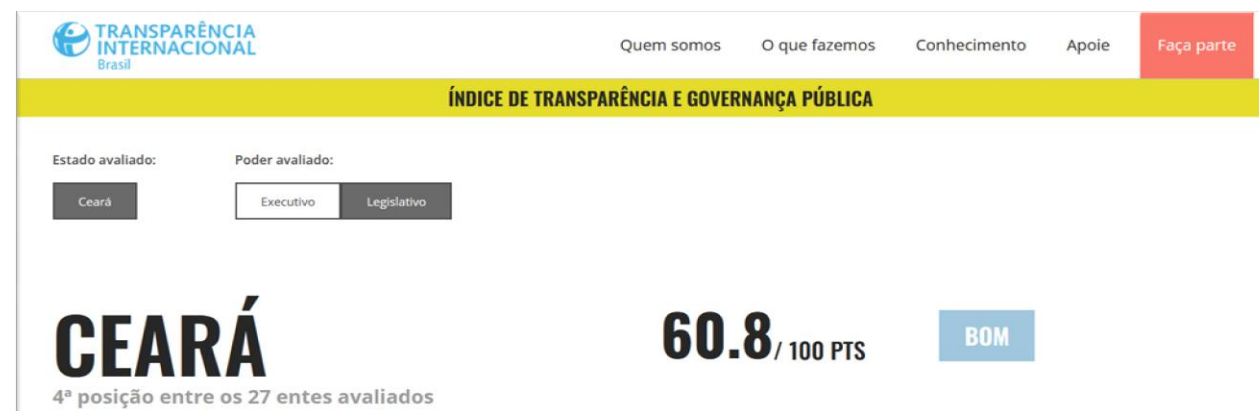 TRANSPARÊNCIA
INTERNACIONAL
Brasil
Quem somos O que fazemos Conhecimento Apoie Faça parte
ÍNDICE DE TRANSPARÊNCIA E GOVERNANÇA PÚBLICA
Estado avaliado: Poder avaliado:
Ceará Executivo Legislativo
CEARÁ 60.8/ 100 PTS BOM
4ª posição entre os 27 entes avaliados